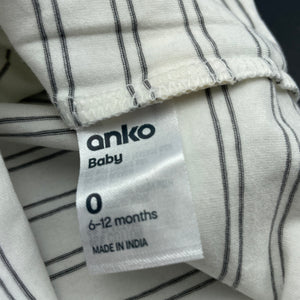 anko
Baby
0
6-12 months
MADE IN INDIA